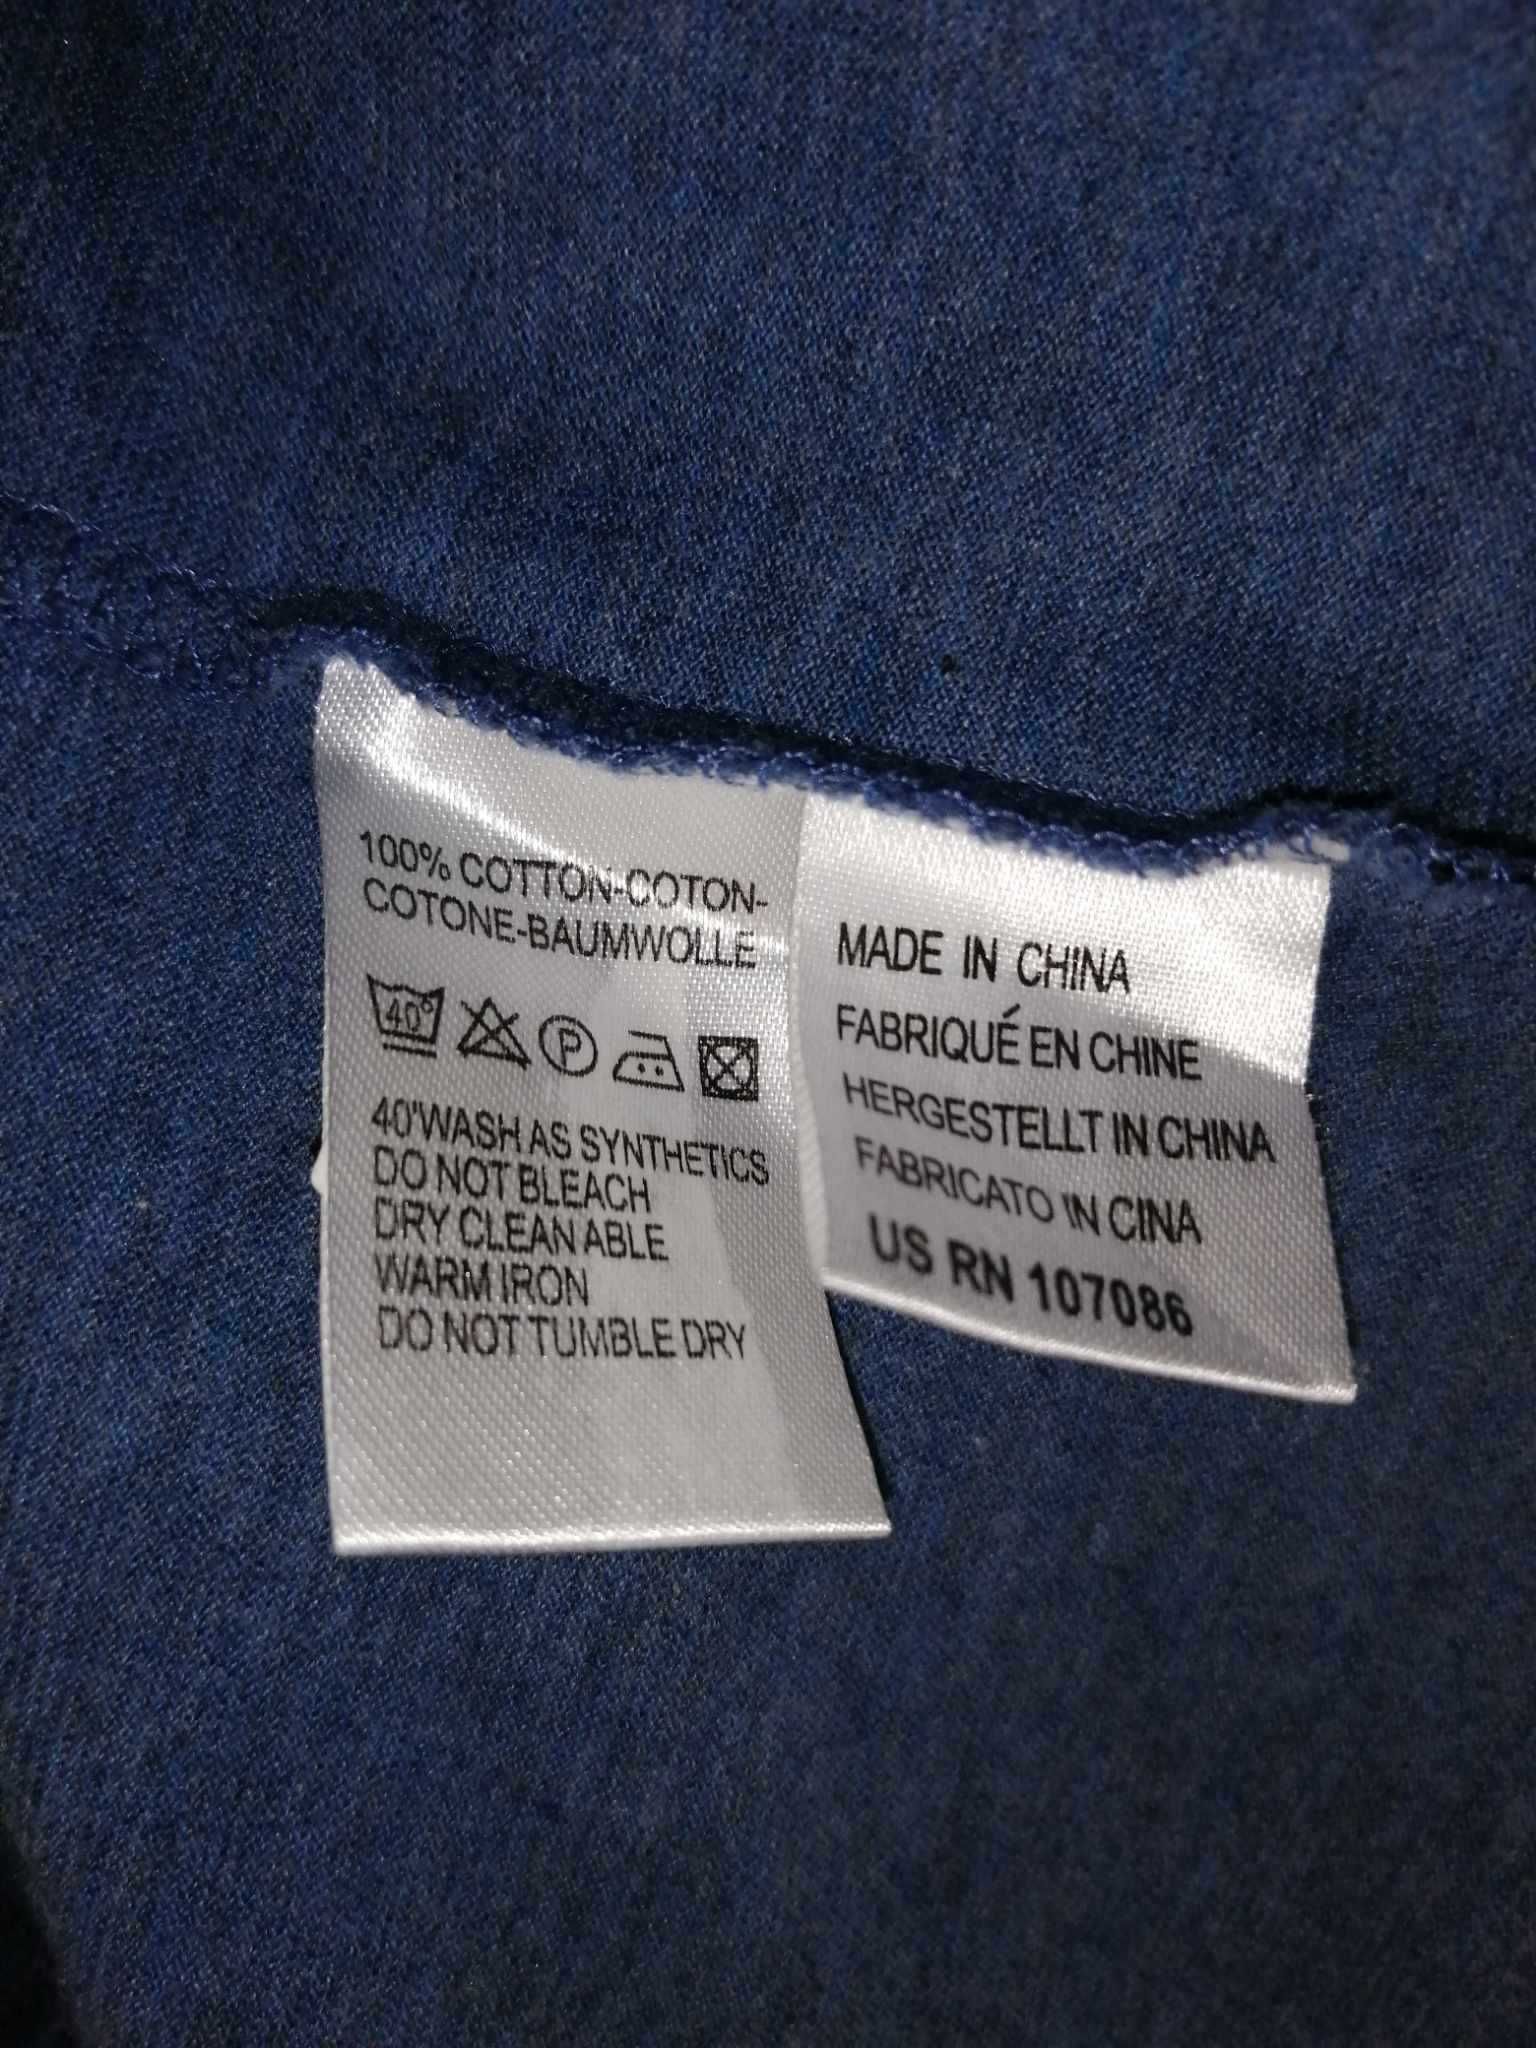 100% COTTON-COTON-
COTONE-BAUMWOLLE
40°
P
40'WASH AS SYNTHETICS
DO NOT BLEACH
DRY CLEAN ABLE
WARM IRON
DO NOT TUMBLE DRY
MADE IN CHINA
FABRIQUÉ EN CHINE
HERGESTELLT IN CHINA
FABRICATO IN CINA
US RN 107086